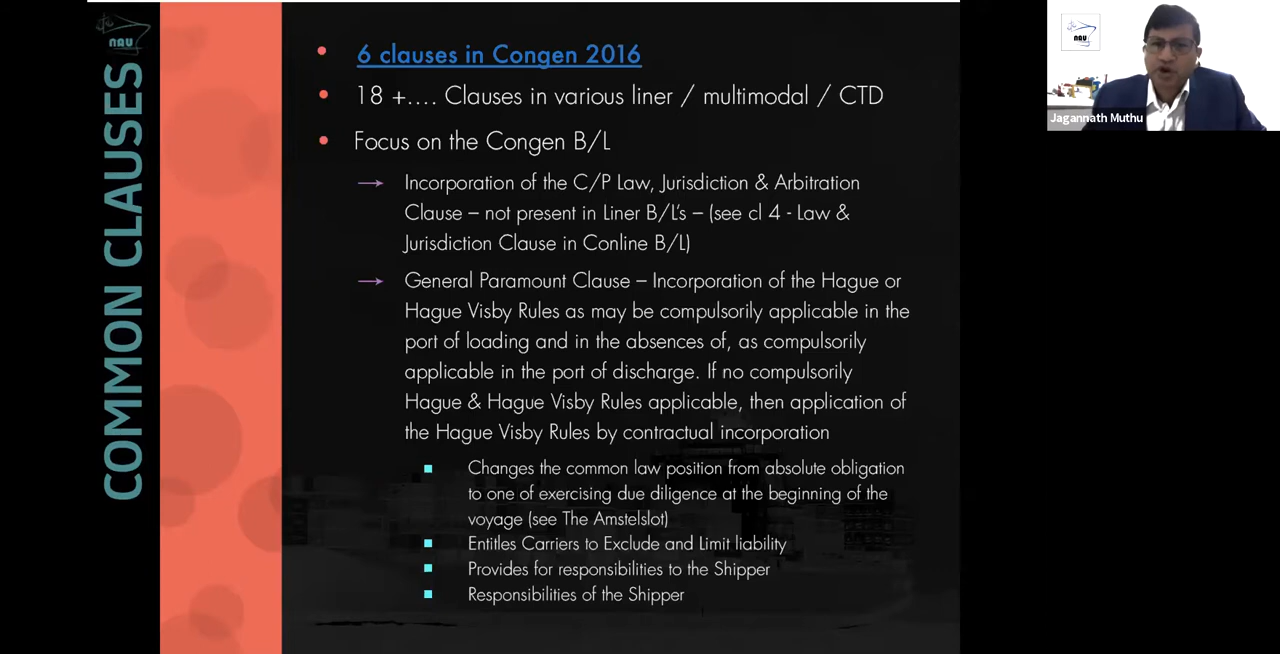 COMMON CLAUSES
nau
6 clauses in Congen 2016
18 +.... Clauses in various liner / multimodal / CTD
Focus on the Congen B/L
Incorporation of the C/P Law, Jurisdiction & Arbitration
Clause – not present in Liner B/L's – (see cl 4 - Law &
Jurisdiction Clause in Conline B/L)
General Paramount Clause – Incorporation of the Hague or
Hague Visby Rules as may be compulsorily applicable in the
port of loading and in the absences of, as compulsorily
applicable in the port of discharge. If no compulsorily
Hague & Hague Visby Rules applicable, then application of
the Hague Visby Rules by contractual incorporation
Changes the common law position from absolute obligation
to one of exercising due diligence at the beginning of the
voyage (see The Amstelslot)
Entitles Carriers to Exclude and Limit liability
Provides for responsibilities to the Shipper
Responsibilities of the Shipper
nau
Jagannath Muthu